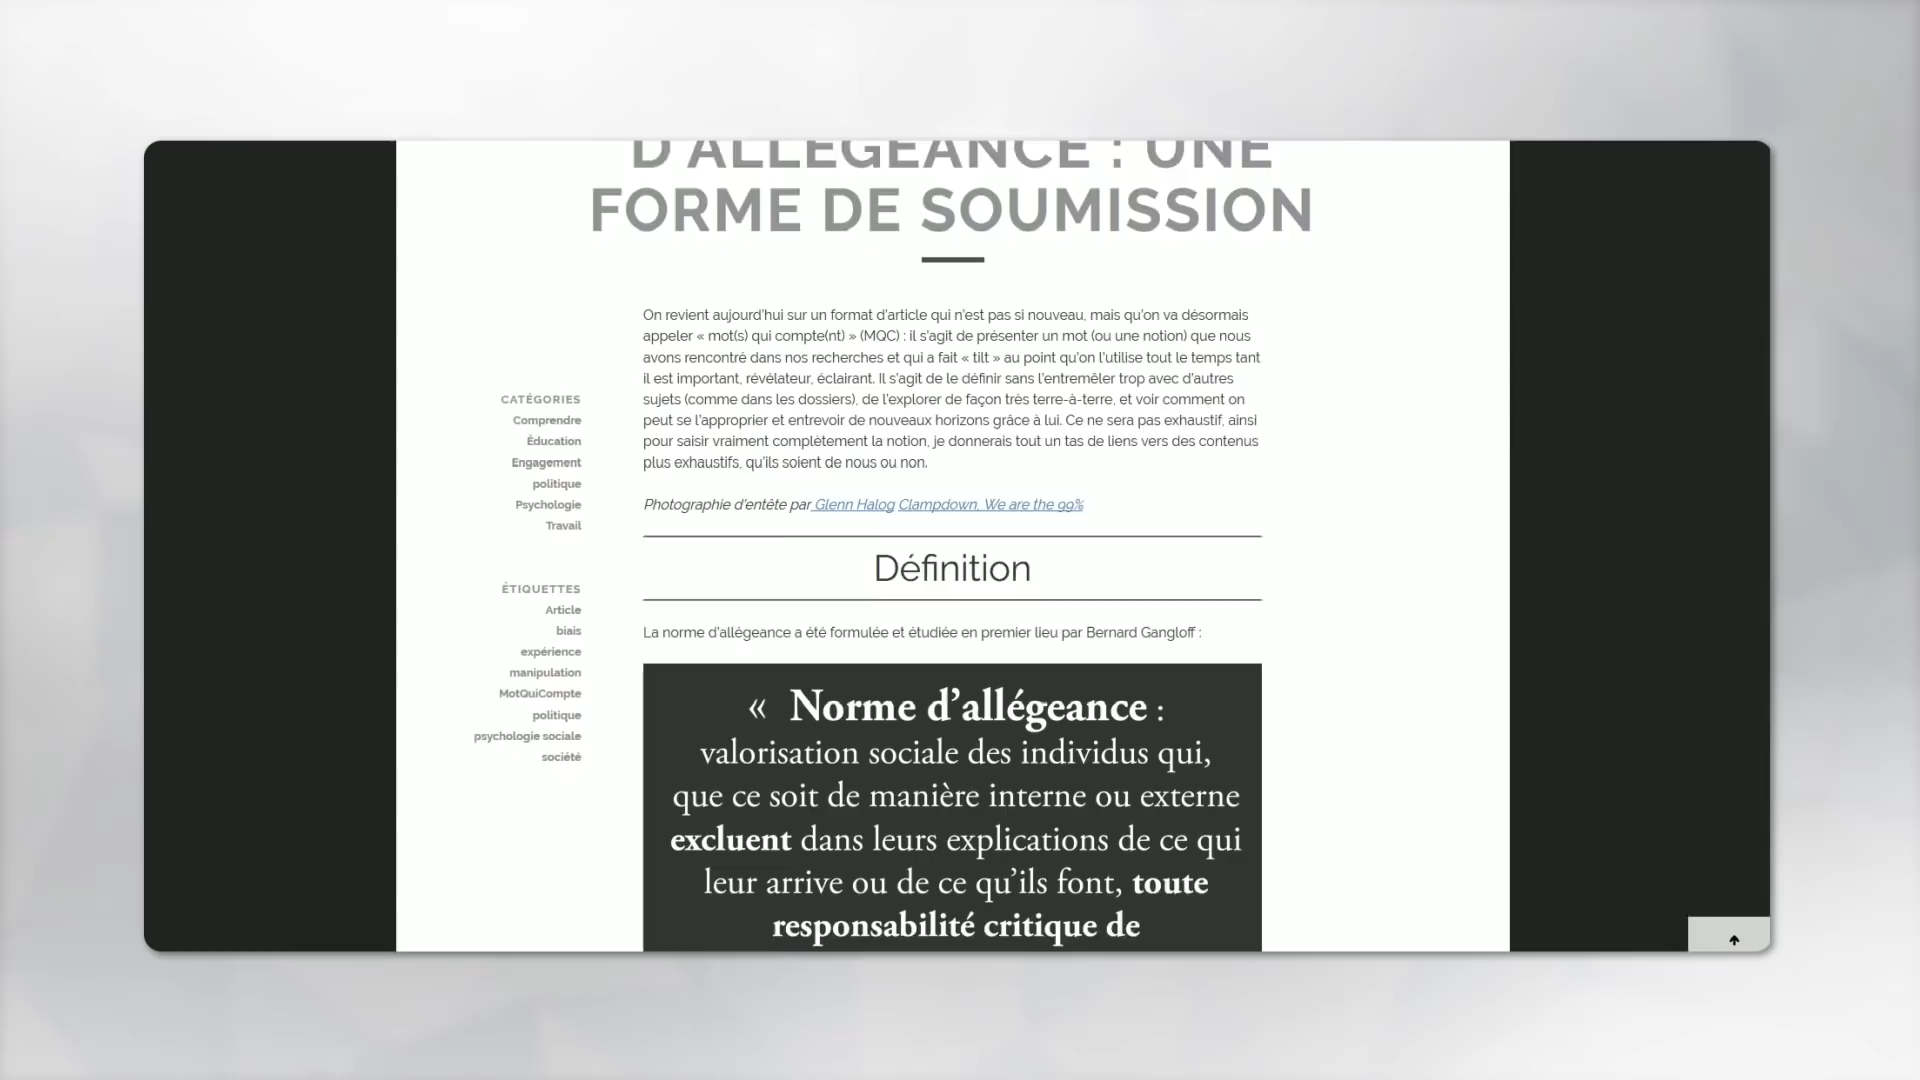 D'ALLÉGEANCE : UNE
FORME DE SOUMISSION
On revient aujourd'hui sur un format d'article qui n'est pas si nouveau, mais qu'on va désormais
appeler « mot(s) qui compte(nt) » (MQC) : il s'agit de présenter un mot (ou une notion) que nous
avons rencontré dans nos recherches et qui a fait « tilt » au point qu'on l'utilise tout le temps tant
il est important, révélateur, éclairant. Il s'agit de le définir sans l'entremêler trop avec d'autres
sujets (comme dans les dossiers), de l'explorer de façon très terre-à-terre, et voir comment on
peut se l'approprier et entrevoir de nouveaux horizons grâce à lui. Ce ne sera pas exhaustif, ainsi
pour saisir vraiment complètement la notion, je donnerais tout un tas de liens vers des contenus
plus exhaustifs, qu'ils soient de nous ou non.
Photographie d'entête par Glenn Halog Clampdown, We are the 99%
CATÉGORIES
Comprendre
Éducation
Engagement
politique
Psychologie
Travail
ÉTIQUETTES
Article
biais
expérience
manipulation
MotQuiCompte
politique
psychologie sociale
société
Définition
La norme d'allégeance a été formulée et étudiée en premier lieu par Bernard Gangloff :
« Norme d'allégeance :
valorisation sociale des individus qui,
que ce soit de manière interne ou externe
excluent dans leurs explications de ce qui
leur arrive ou de ce qu'ils font, toute
responsabilité critique de